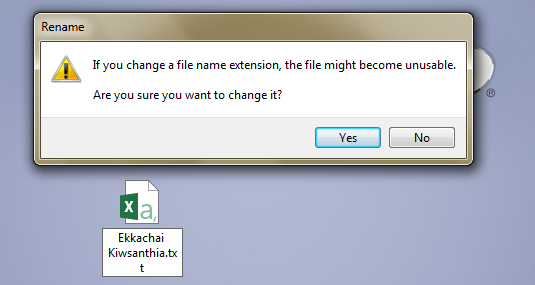 Rename
If you change a file name extension, the file might become unusable.
Are you sure you want to change it?
Yes
No
®
a,
Ekkachai
Kiwsanthia.tx
t